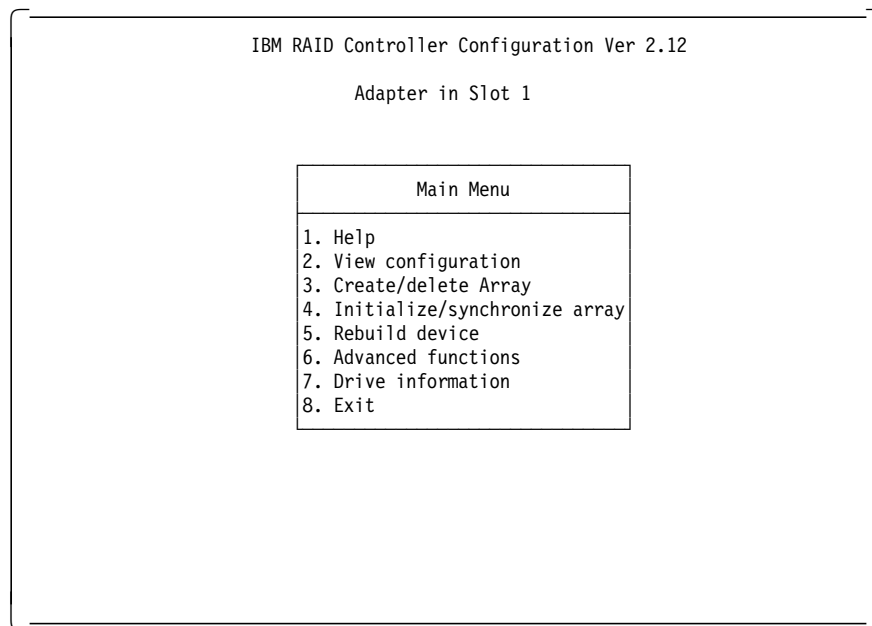 IBM RAID Controller Configuration Ver 2.12
Adapter in Slot 1
Main Menu
1. Help
2. View configuration
3. Create/delete Array
4. Initialize/synchronize array
5. Rebuild device
6. Advanced functions
7. Drive information
8. Exit